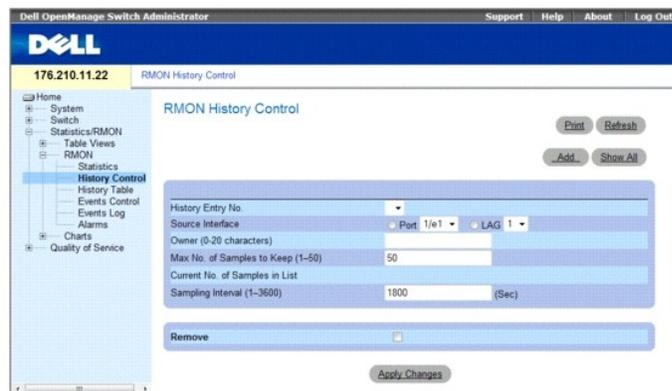 Dell OpenManage Switch Administrator
Support Help About Log Out
DELL
176.210.11.22
RMON History Control
Home
System
Switch
Statistics/RMON
Table Views
RMON
Statistics
History Control
History Table
Events Control
Events Log
Alarms
Charts
Quality of Service
RMON History Control
Print Refresh
Add Show All
History Entry No.
Source Interface Port 1/e1 LAG 1
Owner (0-20 characters)
Max No. of Samples to Keep (1–50) 50
Current No. of Samples in List
Sampling Interval (1–3600) 1800 (Sec)
Remove
Apply Changes